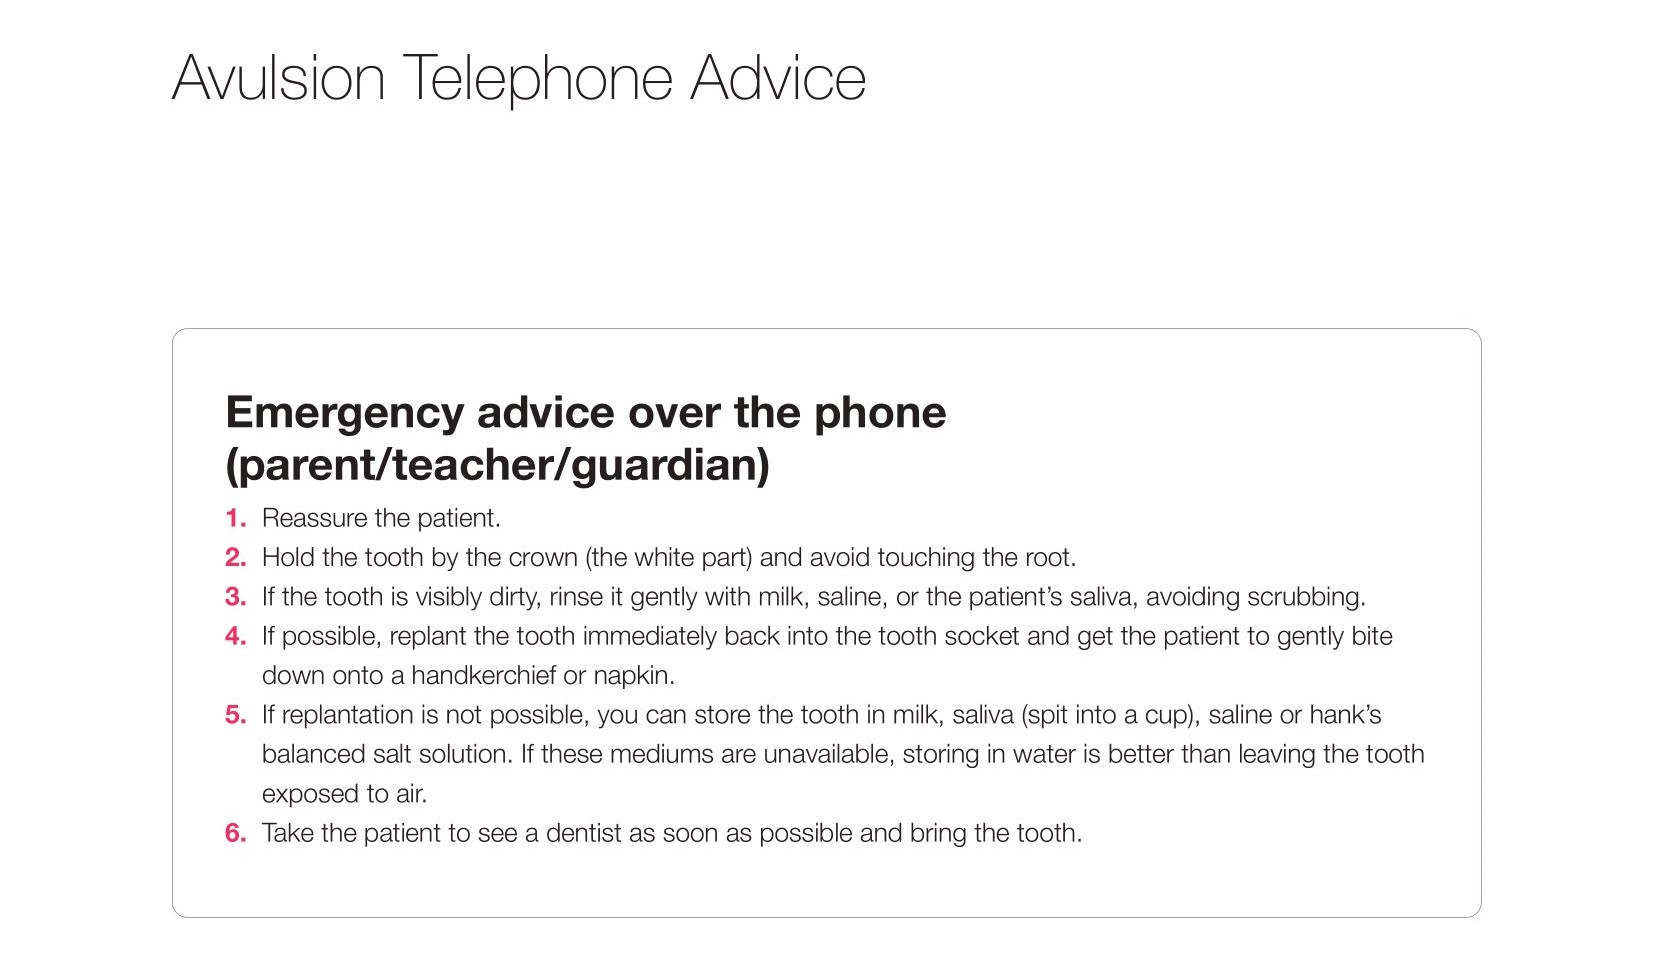 Avulsion Telephone Advice
Emergency advice over the phone
(parent/teacher/guardian)
1. Reassure the patient.
2. Hold the tooth by the crown (the white part) and avoid touching the root.
3. If the tooth is visibly dirty, rinse it gently with milk, saline, or the patient’s saliva, avoiding scrubbing.
4. If possible, replant the tooth immediately back into the tooth socket and get the patient to gently bite
down onto a handkerchief or napkin.
5. If replantation is not possible, you can store the tooth in milk, saliva (spit into a cup), saline or hank’s
balanced salt solution. If these mediums are unavailable, storing in water is better than leaving the tooth
exposed to air.
6. Take the patient to see a dentist as soon as possible and bring the tooth.